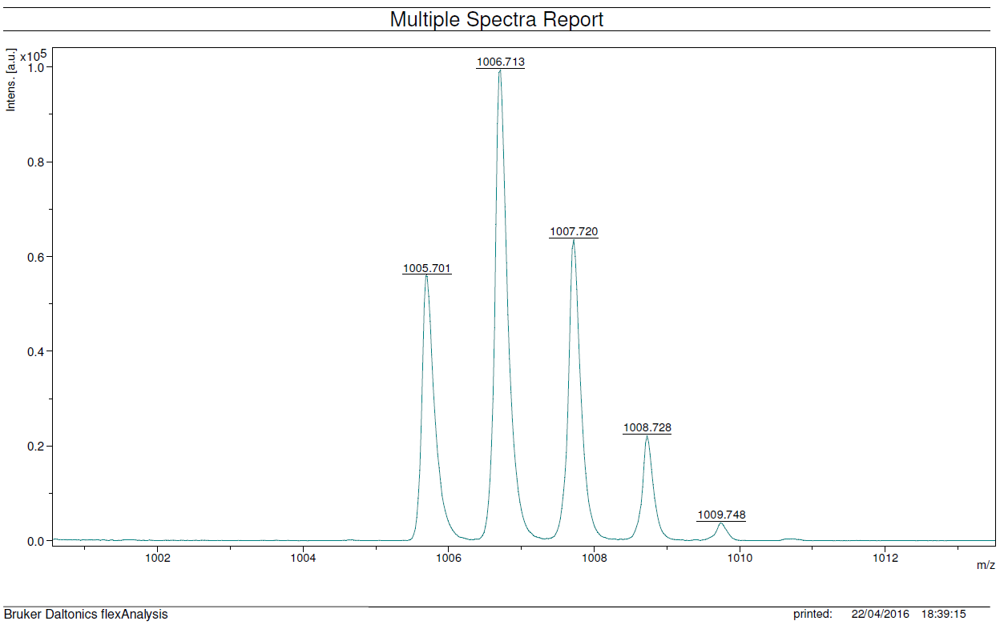 Multiple Spectra Report
Intens. [a.u.]
x10⁵
1.0
0.8
0.6
0.4
0.2
0.0
1005.701
1006.713
1007.720
1008.728
1009.748
1002 1004 1006 1008 1010 1012
m/z
Bruker Daltonics flexAnalysis printed: 22/04/2016 18:39:15